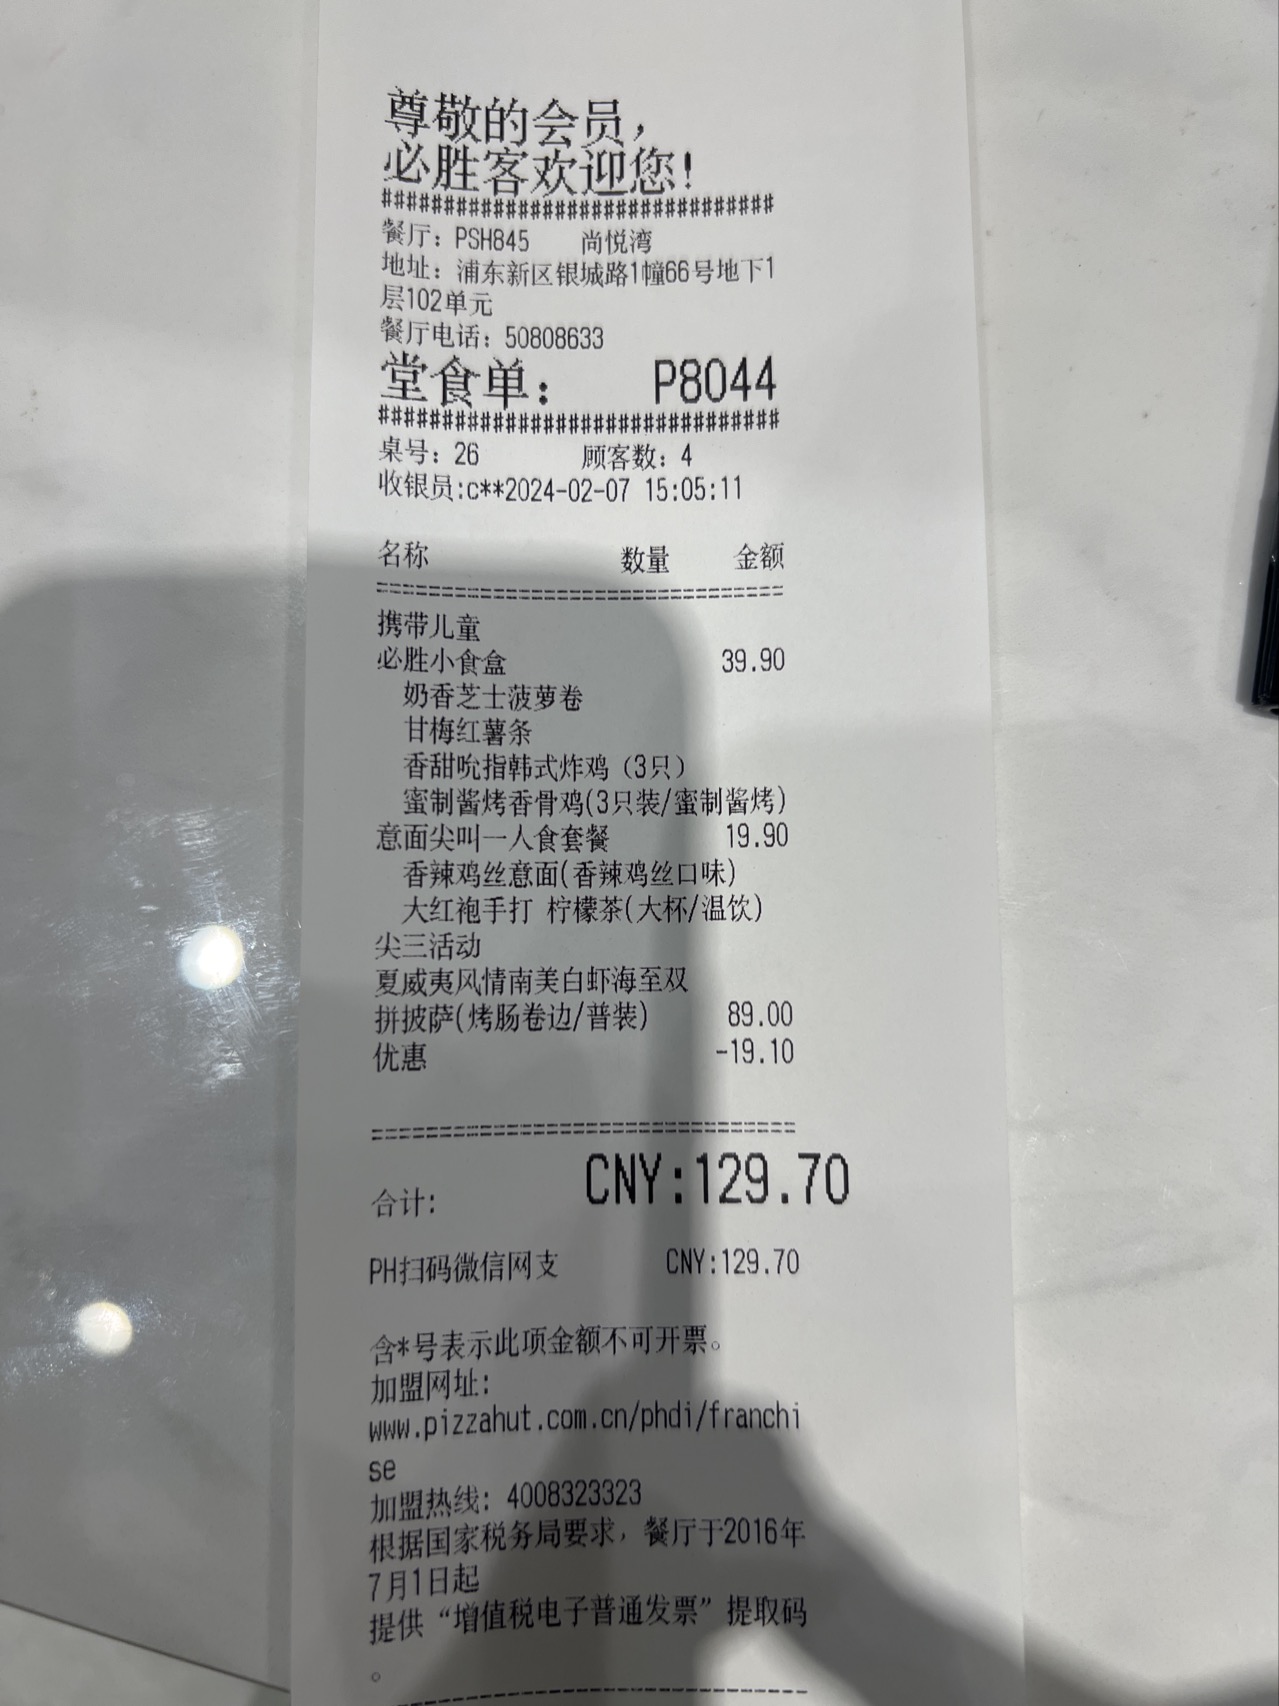 尊敬的会员，
必胜客欢迎您！
################################
餐厅：PSH845 尚悦湾
地址：浦东新区银城路1幢66号地下1
层102单元
餐厅电话：50808633
堂食单： P8044
################################
桌号：26 顾客数：4
收银员:c**2024-02-07 15:05:11
名称 数量 金额
================================
携带儿童
必胜小食盒 39.90
奶香芝士菠萝卷
甘梅红薯条
香甜吮指韩式炸鸡（3只）
蜜制酱烤香骨鸡(3只装/蜜制酱烤)
意面尖叫一人食套餐 19.90
香辣鸡丝意面(香辣鸡丝口味)
大红袍手打 柠檬茶(大杯/温饮)
尖三活动
夏威夷风情南美白虾海至双
拼披萨(烤肠卷边/普装) 89.00
优惠 -19.10
================================
合计: CNY:129.70
PH扫码微信网支 CNY:129.70
含*号表示此项金额不可开票。
加盟网址:
www.pizzahut.com.cn/phdi/franchi
se
加盟热线：4008323323
根据国家税务局要求，餐厅于2016年
7月1日起
提供“增值税电子普通发票”提取码
。
--------------------------------